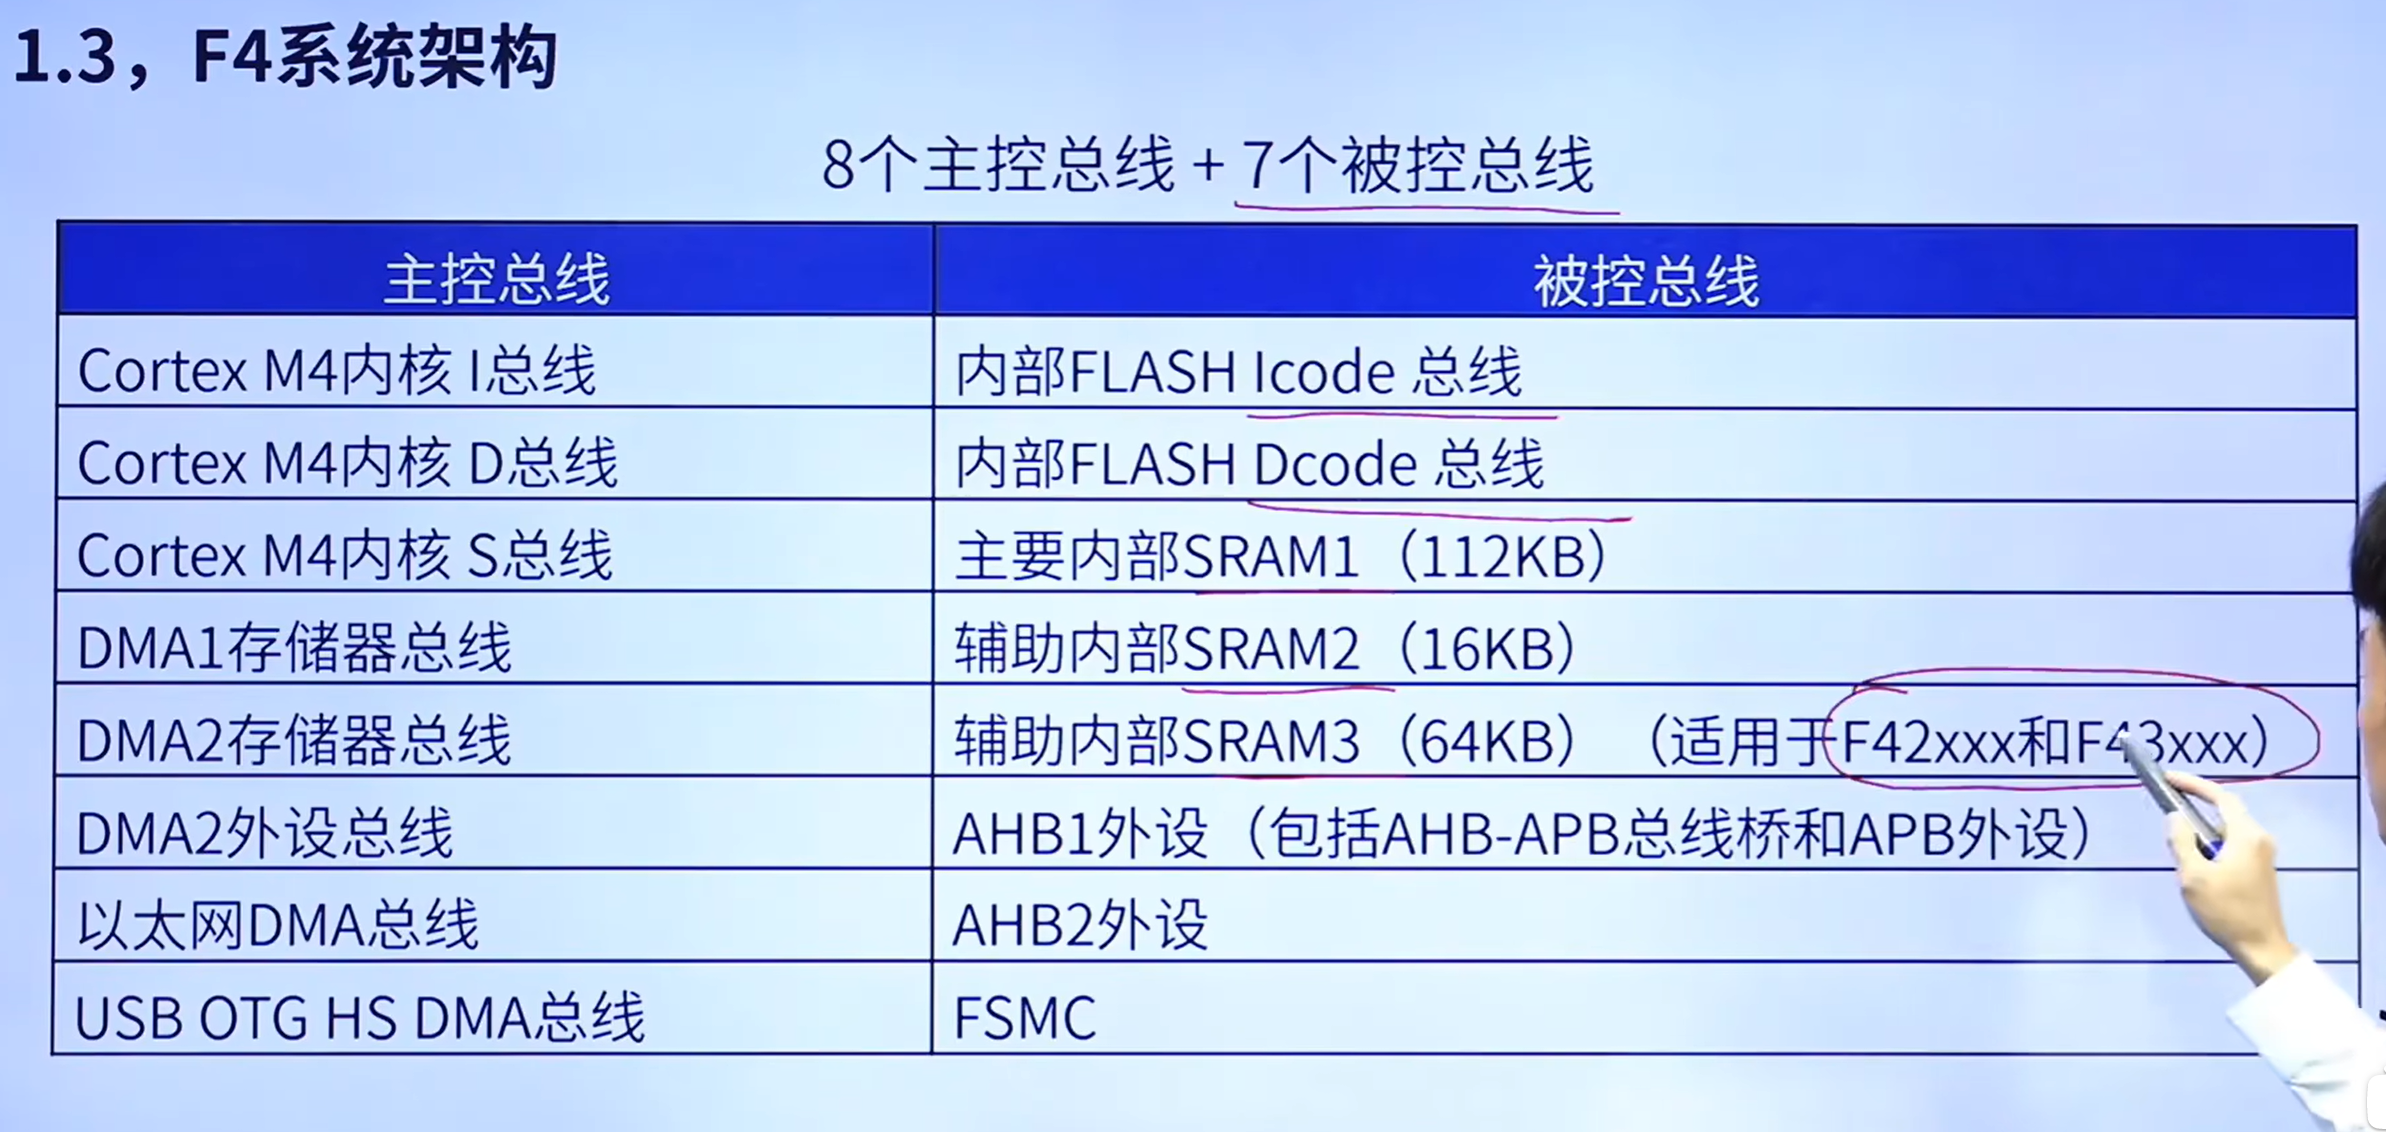 1.3，F4系统架构
8个主控总线 + 7个被控总线
主控总线 被控总线
Cortex M4内核 I总线 内部FLASH Icode 总线
Cortex M4内核 D总线 内部FLASH Dcode 总线
Cortex M4内核 S总线 主要内部SRAM1（112KB）
DMA1存储器总线 辅助内部SRAM2（16KB）
DMA2存储器总线 辅助内部SRAM3（64KB）（适用于F42xxx和F43xxx）
DMA2外设总线 AHB1外设（包括AHB-APB总线桥和APB外设）
以太网DMA总线 AHB2外设
USB OTG HS DMA总线 FSMC